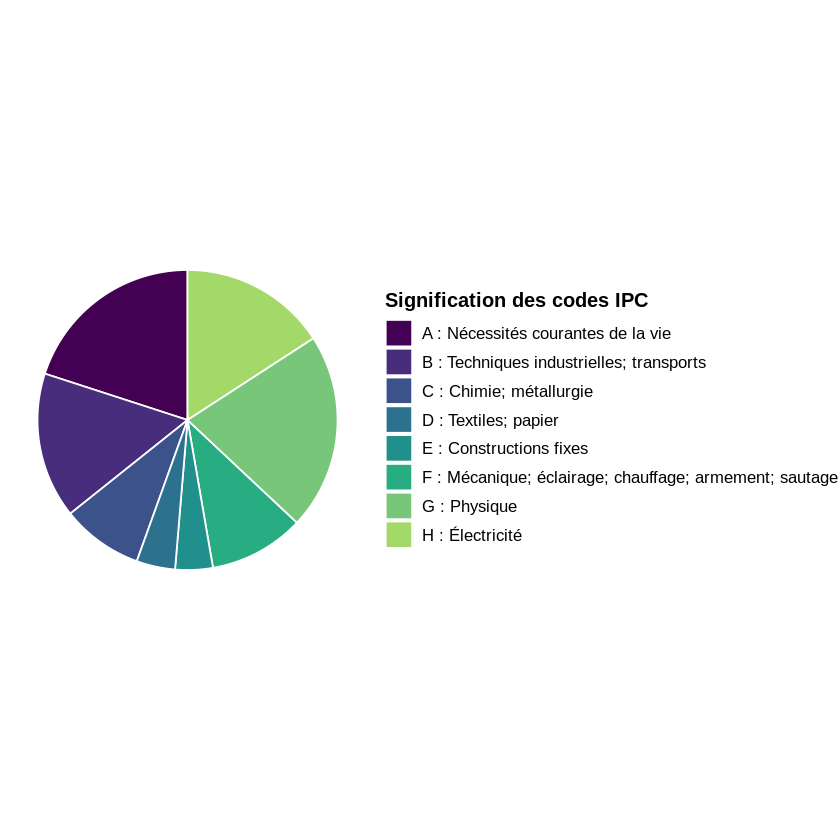 Signification des codes IPC
A : Nécessités courantes de la vie
B : Techniques industrielles; transports
C : Chimie; métallurgie
D : Textiles; papier
E : Constructions fixes
F : Mécanique; éclairage; chauffage; armement; sautage
G : Physique
H : Électricité